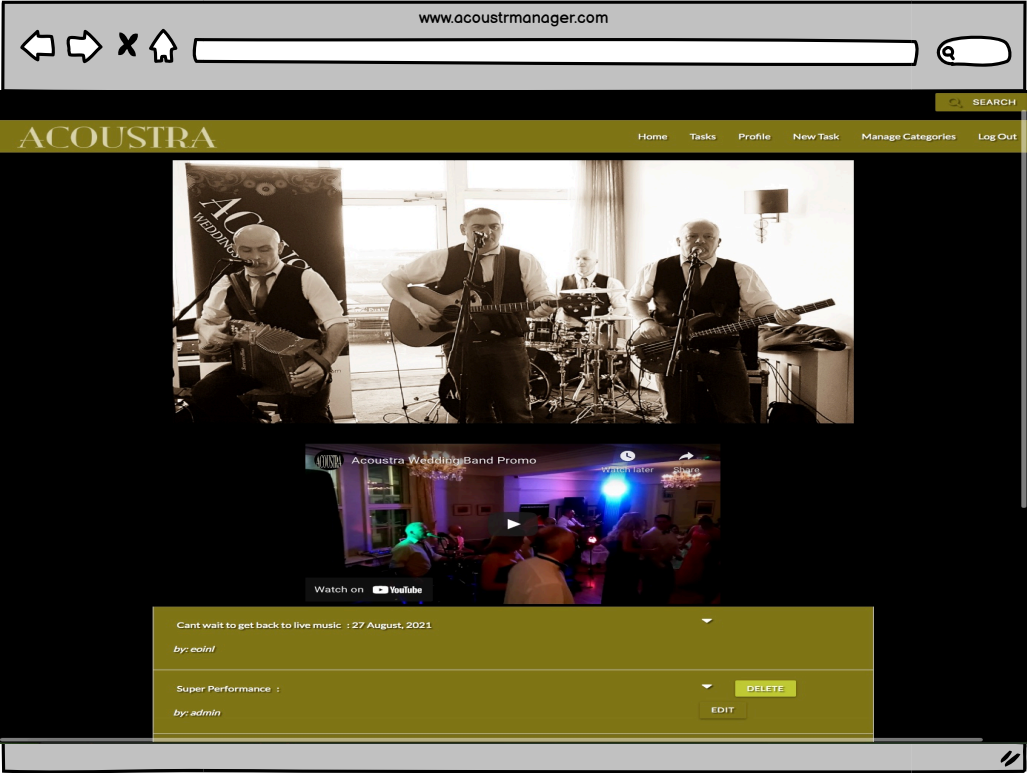 www.acoustrmanager.com
SEARCH
ACOUSTRA
Home Tasks Profile New Task Manage Categories Log Out
WEDDINGS
ACOUSTRA Acoustra Wedding Band Promo
Watch later Share
Watch on YouTube
Cant wait to get back to live music : 27 August, 2021
by: eoinl
Super Performance :
DELETE
by: admin
EDIT